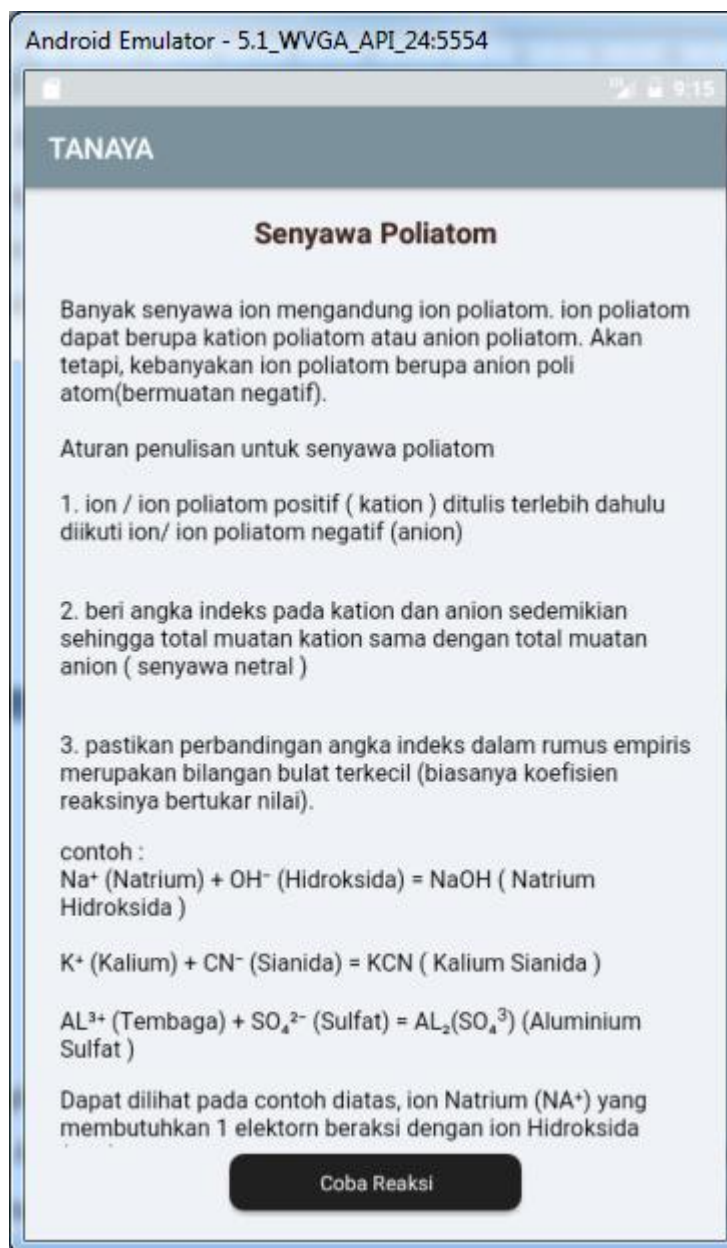 Android Emulator - 5.1_WVGA_API_24:5554
9:15
TANAYA
Senyawa Poliatom
Banyak senyawa ion mengandung ion poliatom. ion poliatom
dapat berupa kation poliatom atau anion poliatom. Akan
tetapi, kebanyakan ion poliatom berupa anion poli
atom(bermuatan negatif).
Aturan penulisan untuk senyawa poliatom
1. ion / ion poliatom positif ( kation ) ditulis terlebih dahulu
diikuti ion/ ion poliatom negatif (anion)
2. beri angka indeks pada kation dan anion sedemikian
sehingga total muatan kation sama dengan total muatan
anion ( senyawa netral )
3. pastikan perbandingan angka indeks dalam rumus empiris
merupakan bilangan bulat terkecil (biasanya koefisien
reaksinya bertukar nilai).
contoh :
Na⁺ (Natrium) + OH⁻ (Hidroksida) = NaOH ( Natrium
Hidroksida )
K⁺ (Kalium) + CN⁻ (Sianida) = KCN ( Kalium Sianida )
AL³⁺ (Tembaga) + SO₄²⁻ (Sulfat) = AL₂(SO₄³) (Aluminium
Sulfat )
Dapat dilihat pada contoh diatas, ion Natrium (NA⁺) yang
membutuhkan 1 elektorn beraksi dengan ion Hidroksida
Coba Reaksi